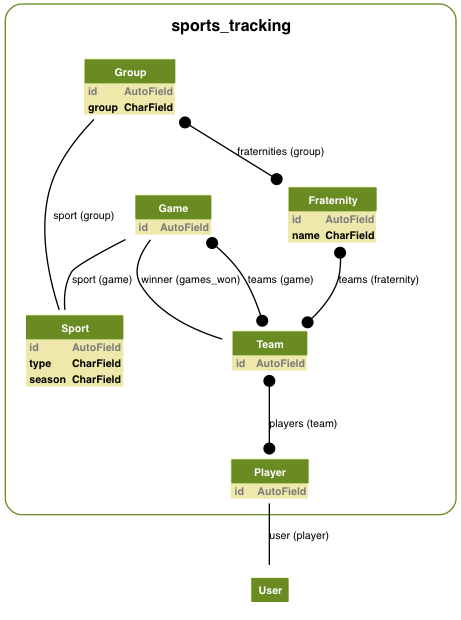 sports_tracking
Group
id AutoField
group CharField
fraternities (group)
Fraternity
id AutoField
name CharField
Game
id AutoField
sport (group)
sport (game)
winner (games_won)
teams (game)
teams (fraternity)
Sport
id AutoField
type CharField
season CharField
Team
id AutoField
players (team)
Player
id AutoField
user (player)
User